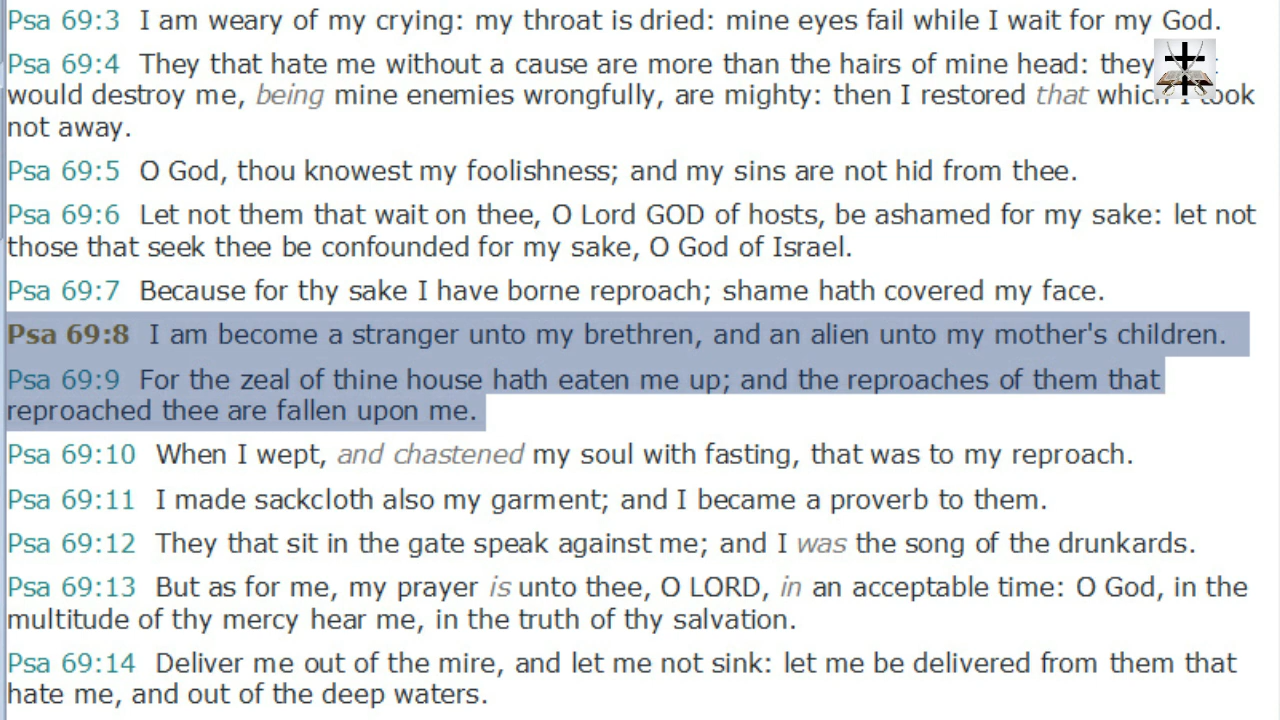 Psa 69:3 I am weary of my crying: my throat is dried: mine eyes fail while I wait for my God.
Psa 69:4 They that hate me without a cause are more than the hairs of mine head: they
would destroy me, being mine enemies wrongfully, are mighty: then I restored that which I took
not away.
Psa 69:5 O God, thou knowest my foolishness; and my sins are not hid from thee.
Psa 69:6 Let not them that wait on thee, O Lord GOD of hosts, be ashamed for my sake: let not
those that seek thee be confounded for my sake, O God of Israel.
Psa 69:7 Because for thy sake I have borne reproach; shame hath covered my face.
Psa 69:8 I am become a stranger unto my brethren, and an alien unto my mother's children.
Psa 69:9 For the zeal of thine house hath eaten me up; and the reproaches of them that
reproached thee are fallen upon me.
Psa 69:10 When I wept, and chastened my soul with fasting, that was to my reproach.
Psa 69:11 I made sackcloth also my garment; and I became a proverb to them.
Psa 69:12 They that sit in the gate speak against me; and I was the song of the drunkards.
Psa 69:13 But as for me, my prayer is unto thee, O LORD, in an acceptable time: O God, in the
multitude of thy mercy hear me, in the truth of thy salvation.
Psa 69:14 Deliver me out of the mire, and let me not sink: let me be delivered from them that
hate me, and out of the deep waters.